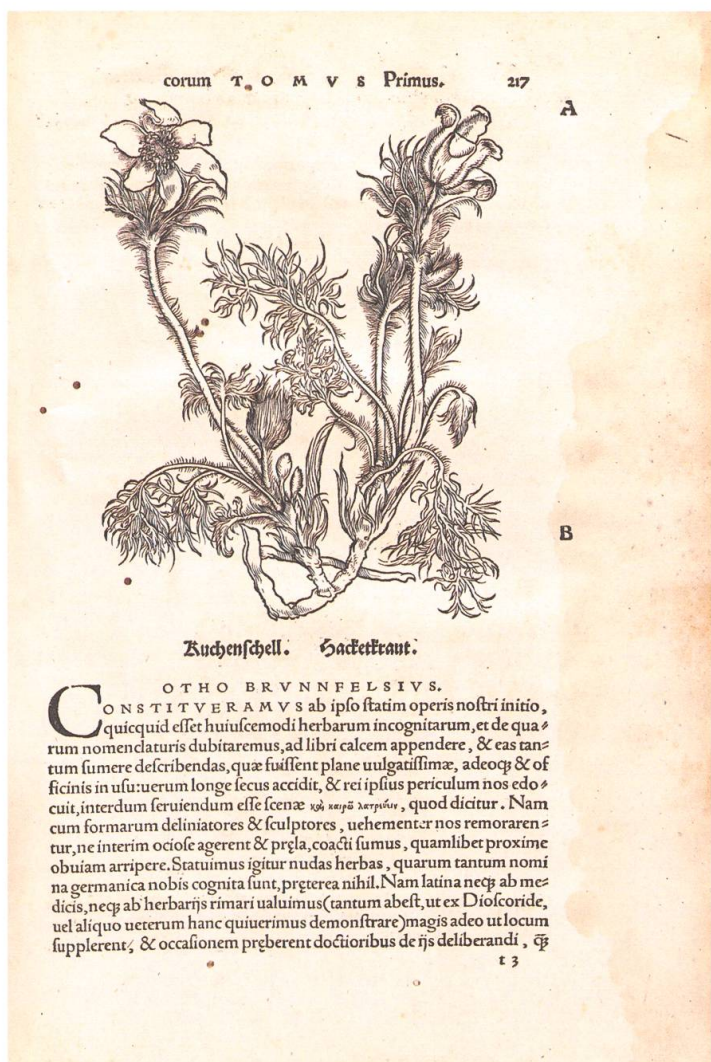 corum TOMVS Primus. 217
A
B
Kuchenſchell. Hacketkraut.
OTHO BRVNNFELSIVS.
CONSTITVERAMVS ab ipſo ſtatim operis noſtri initio,
quicquid eſſet huiuſcemodi herbarum incognitarum, et de qua⸗
rum nomenclaturis dubitaremus, ad libri calcem appendere, & eas tan⸗
tum ſumere deſcribendas, quæ fuiſſent plane uulgatiſſimæ, adeoq́; & of
ficinis in uſu: uerum longe ſecus accidit, & rei ipſius periculum nos edo⸗
cuit, interdum ſeruiendum eſſe ſcenæ καὶ καιρῷ λατρεύειν, quod dicitur. Nam
cum formarum deliniatores & ſculptores, uehementer nos remoraren⸗
tur, ne interim ocioſe agerent & pręla, coacti ſumus, quamlibet proxime
obuiam arripere. Statuimus igitur nudas herbas, quarum tantum nomi
na germanica nobis cognita ſunt, pręterea nihil. Nam latina neq; ab me⸗
dicis, neq; ab herbarijs rimari ualuimus (tantum abeſt, ut ex Dioſcoride,
uel aliquo ueterum hanc quiuerimus demonſtrare) magis adeo ut locum
ſupplerent, & occaſionem pręberent doctioribus de ijs deliberandi, q̃;
t 3